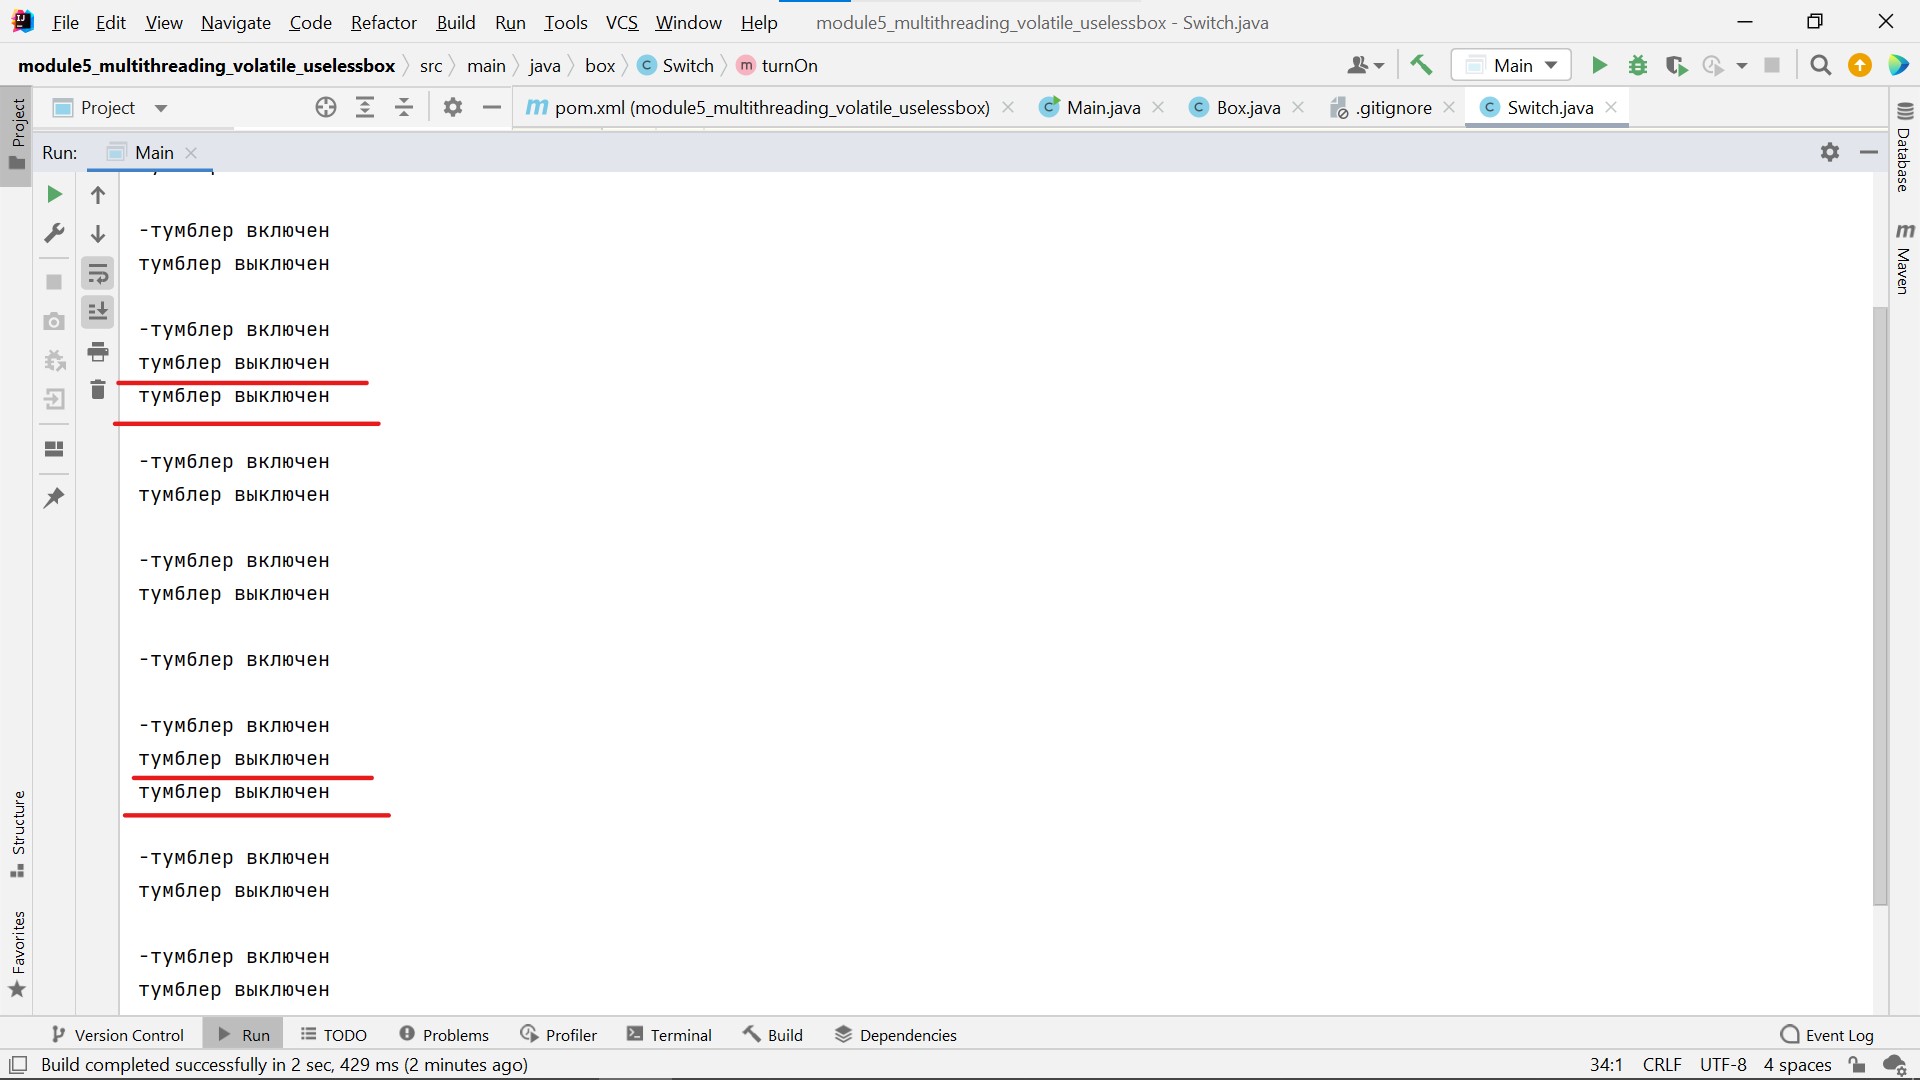 File Edit View Navigate Code Refactor Build Run Tools VCS Window Help module5_multithreading_volatile_uselessbox - Switch.java
module5_multithreading_volatile_uselessbox src main java box C Switch m turnOn Main
Project Project m pom.xml (module5_multithreading_volatile_uselessbox) C Main.java C Box.java .gitignore C Switch.java
Database
Run: Main
m Maven
-тумблер включен
тумблер выключен
-тумблер включен
тумблер выключен
тумблер выключен
-тумблер включен
тумблер выключен
-тумблер включен
тумблер выключен
-тумблер включен
-тумблер включен
тумблер выключен
тумблер выключен
-тумблер включен
тумблер выключен
-тумблер включен
тумблер выключен
Structure
Favorites
Version Control Run TODO Problems Profiler Terminal Build Dependencies Event Log
Build completed successfully in 2 sec, 429 ms (2 minutes ago) 34:1 CRLF UTF-8 4 spaces